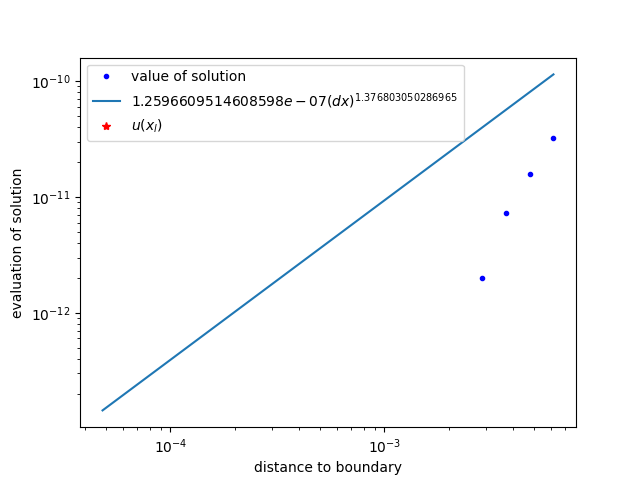 value of solution
1.2596609514608598e − 07(dx)^1.376803050286965
u(x_l)
10^−10
10^−11
10^−12
evaluation of solution
10^−4
10^−3
distance to boundary